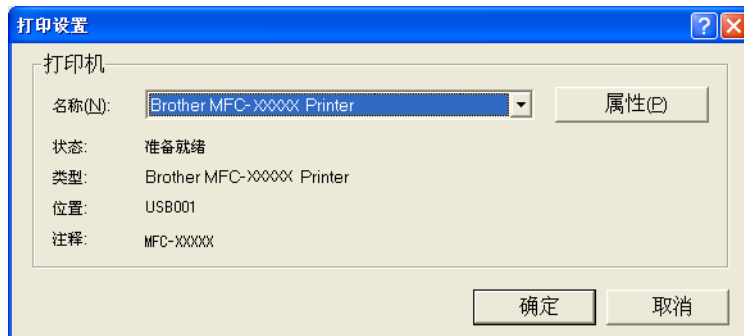 打印设置
打印机
名称(N): Brother MFC-XXXXX Printer 属性(P)
状态: 准备就绪
类型: Brother MFC-XXXXX Printer
位置: USB001
注释: MFC-XXXXX
确定 取消